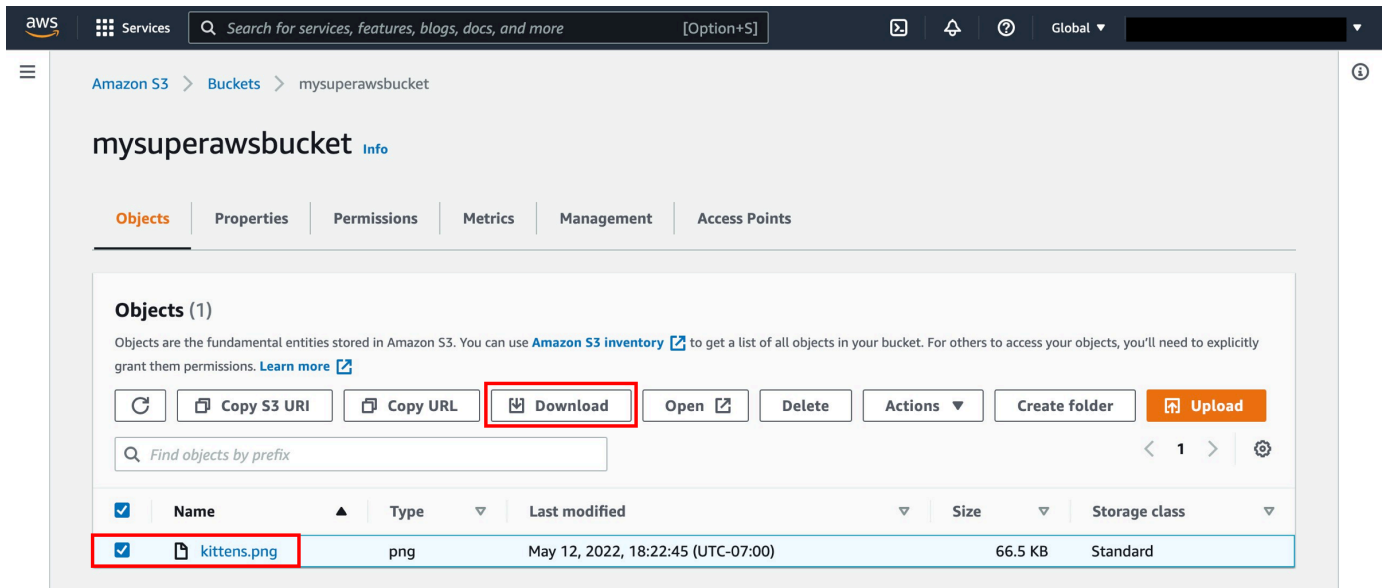 aws Services Search for services, features, blogs, docs, and more [Option+S] Global
Amazon S3 > Buckets > mysuperawsbucket
mysuperawsbucket Info
Objects Properties Permissions Metrics Management Access Points
Objects (1)
Objects are the fundamental entities stored in Amazon S3. You can use Amazon S3 inventory to get a list of all objects in your bucket. For others to access your objects, you'll need to explicitly
grant them permissions. Learn more
Copy S3 URI Copy URL Download Open Delete Actions Create folder Upload
Find objects by prefix < 1 >
Name Type Last modified Size Storage class
kittens.png png May 12, 2022, 18:22:45 (UTC-07:00) 66.5 KB Standard